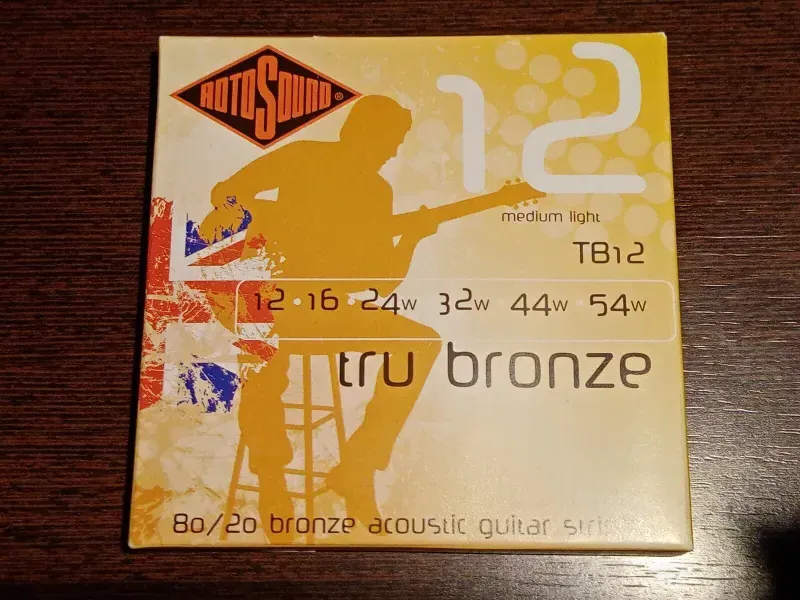 ROTOSOUND®
12
medium light
TB12
12 · 16 · 24w 32w · 44w · 54w
tru bronze
80/20 bronze acoustic guitar